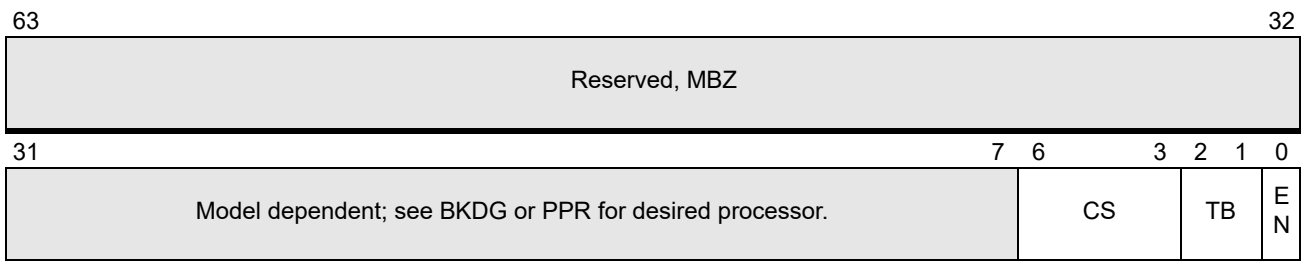 63 32
Reserved, MBZ
31 7 6 3 2 1 0
Model dependent; see BKDG or PPR for desired processor. CS TB E
N